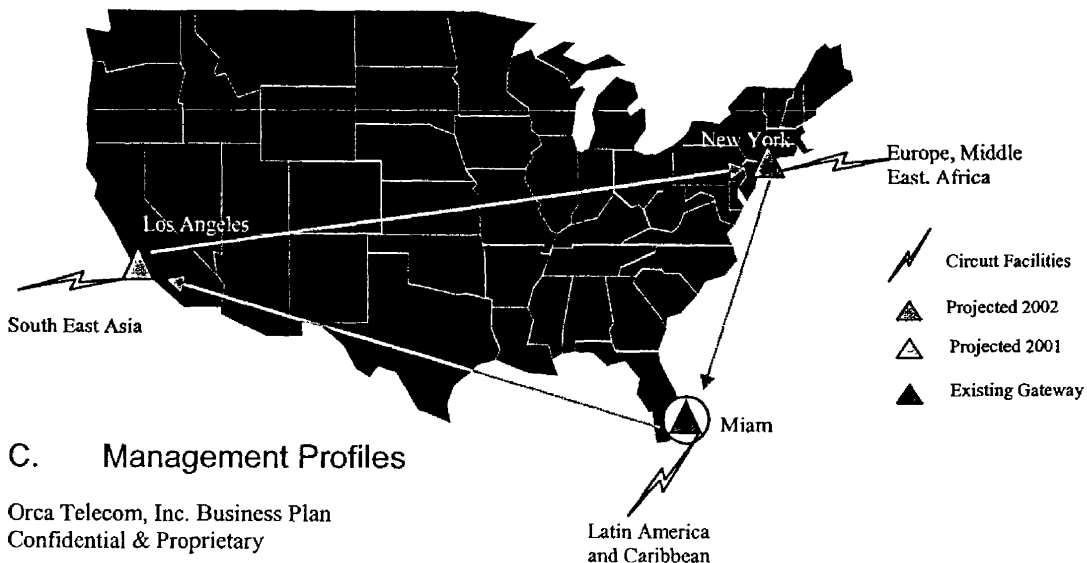 New York
Europe, Middle
East. Africa
Los Angeles
Circuit Facilities
South East Asia
Projected 2002
Projected 2001
Existing Gateway
Miam
C. Management Profiles
Orca Telecom, Inc. Business Plan
Confidential & Proprietary
Latin America
and Caribbean